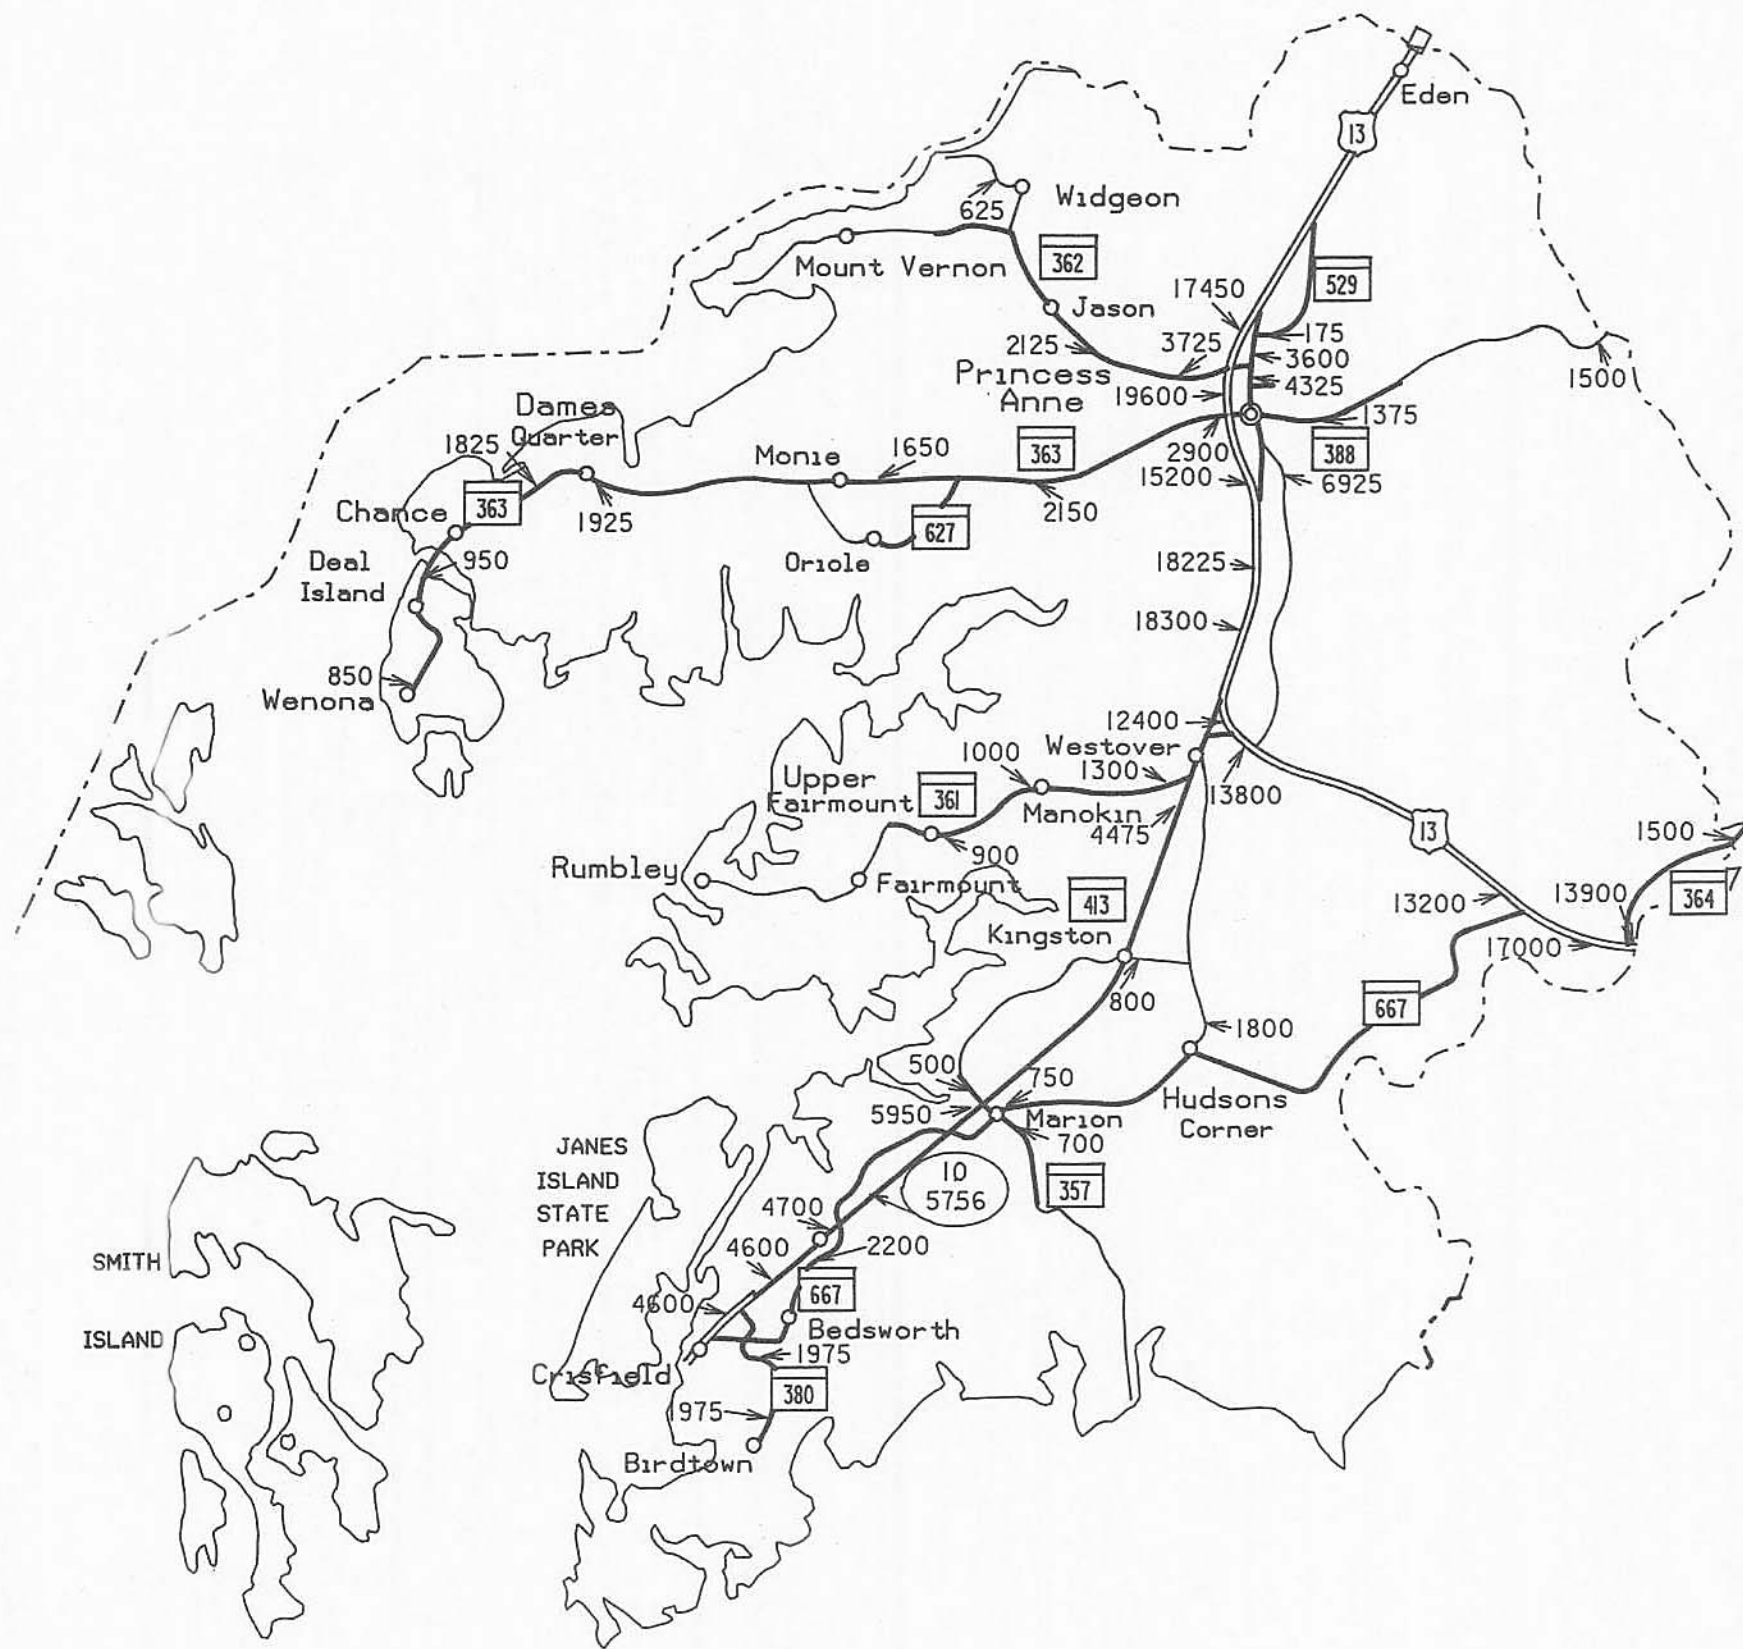 Eden
13
Widgeon
625
Mount Vernon
362
529
17450
Jason
175
2125
3725
3600
Princess
Anne
4325
19600
1500
1375
Dames
Quarter
1825
Monie
1650
363
2900
388
15200
6925
363
Chance
1925
2150
627
Oriole
Deal
Island
950
18225
18300
850
Wenona
12400
Westover
1000
1300
Upper
Fairmount
361
13800
Manokin
4475
13
1500
900
Rumbley
Fairmount
413
13200
13900
364
Kingston
17000
800
667
1800
500
750
5950
Marion
Hudsons
Corner
700
JANES
ISLAND
STATE
PARK
10
5756
357
4700
4600
2200
SMITH
667
4600
ISLAND
Bedsworth
1975
Crisfield
380
1975
Birdtown